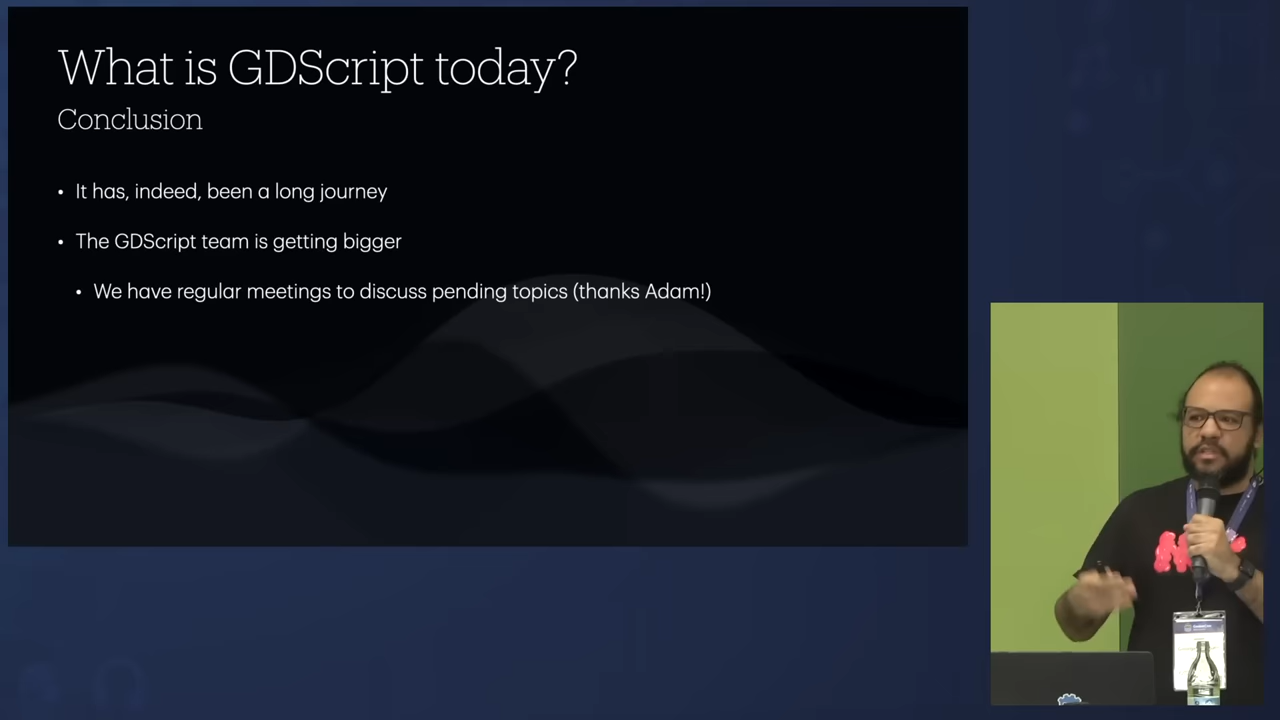 What is GDScript today?
Conclusion
• It has, indeed, been a long journey
• The GDScript team is getting bigger
• We have regular meetings to discuss pending topics (thanks Adam!)